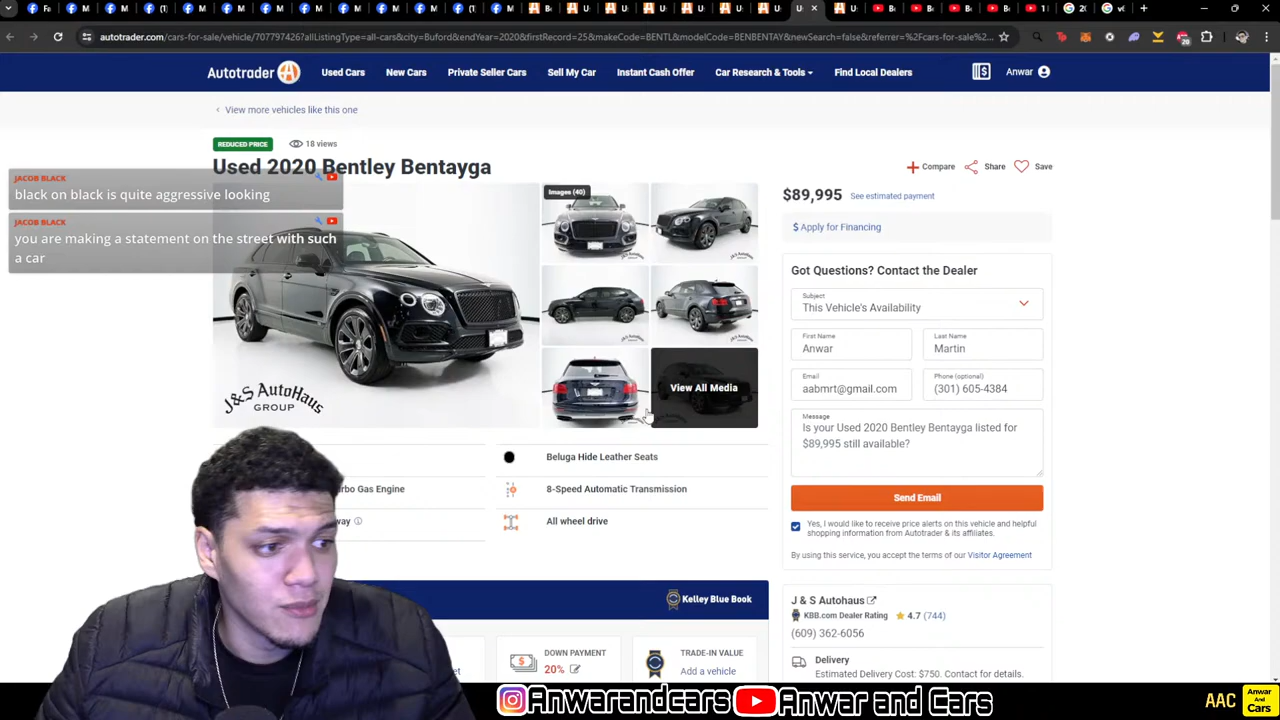 autotrader.com/cars-for-sale/vehicle/707797426?allListingType=all-cars&city=Buford&endYear=2020&firstRecord=25&makeCode=BENTL&modelCode=BENBENTAY&newSearch=false&referrer=%2Fcars-for-sale%2...
Autotrader
Used Cars
New Cars
Private Seller Cars
Sell My Car
Instant Cash Offer
Car Research & Tools
Find Local Dealers
Anwar
View more vehicles like this one
REDUCED PRICE
18 views
Used 2020 Bentley Bentayga
Compare
Share
Save
JACOB BLACK
black on black is quite aggressive looking
JACOB BLACK
you are making a statement on the street with such
a car
Images (40)
View All Media
J&S AUTOHAUS
GROUP
$89,995
See estimated payment
$ Apply for Financing
Got Questions? Contact the Dealer
Subject
This Vehicle's Availability
First Name
Anwar
Last Name
Martin
Email
aabmrt@gmail.com
Phone (optional)
(301) 605-4384
Message
Is your Used 2020 Bentley Bentayga listed for
$89,995 still available?
Send Email
Yes, I would like to receive price alerts on this vehicle and helpful
shopping information from Autotrader & its affiliates.
By using this service, you accept the terms of our Visitor Agreement
Beluga Hide Leather Seats
rbo Gas Engine
8-Speed Automatic Transmission
way
All wheel drive
Kelley Blue Book
DOWN PAYMENT
20%
TRADE-IN VALUE
Add a vehicle
J & S Autohaus
KBB.com Dealer Rating 4.7 (744)
(609) 362-6056
Delivery
Estimated Delivery Cost: $750. Contact for details.
Anwarandcars
Anwar and Cars
AAC
Anwar
And
Cars